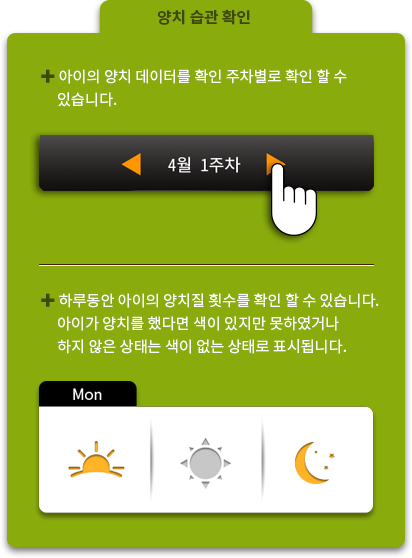 양치 습관 확인
✚ 아이의 양치 데이터를 확인 주차별로 확인 할 수
있습니다.
◀ 4월 1주차 ▶
✚ 하루동안 아이의 양치질 횟수를 확인 할 수 있습니다.
아이가 양치를 했다면 색이 있지만 못하였거나
하지 않은 상태는 색이 없는 상태로 표시됩니다.
Mon